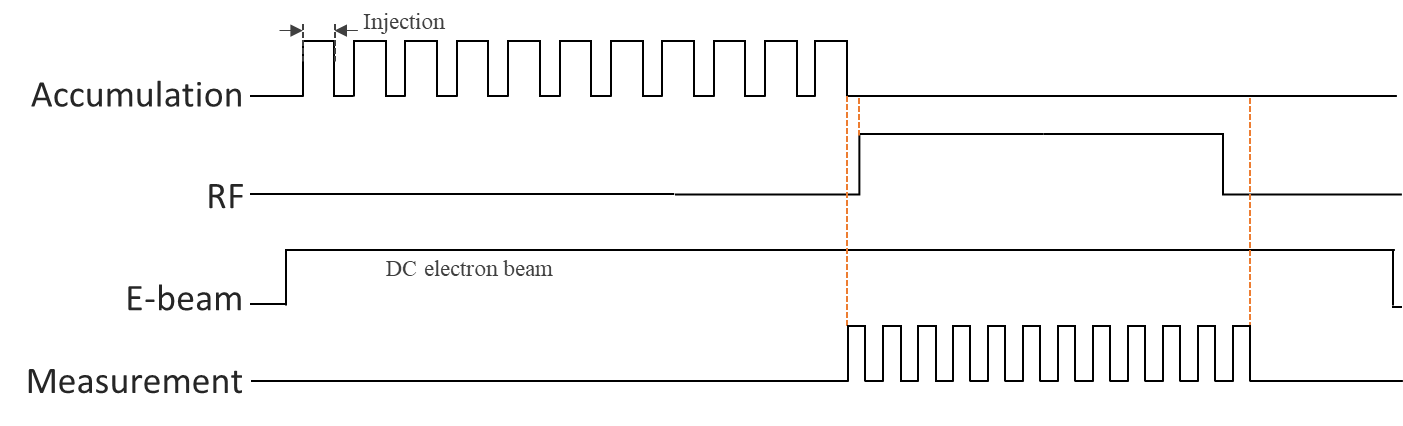 Injection
Accumulation
RF
DC electron beam
E-beam
Measurement